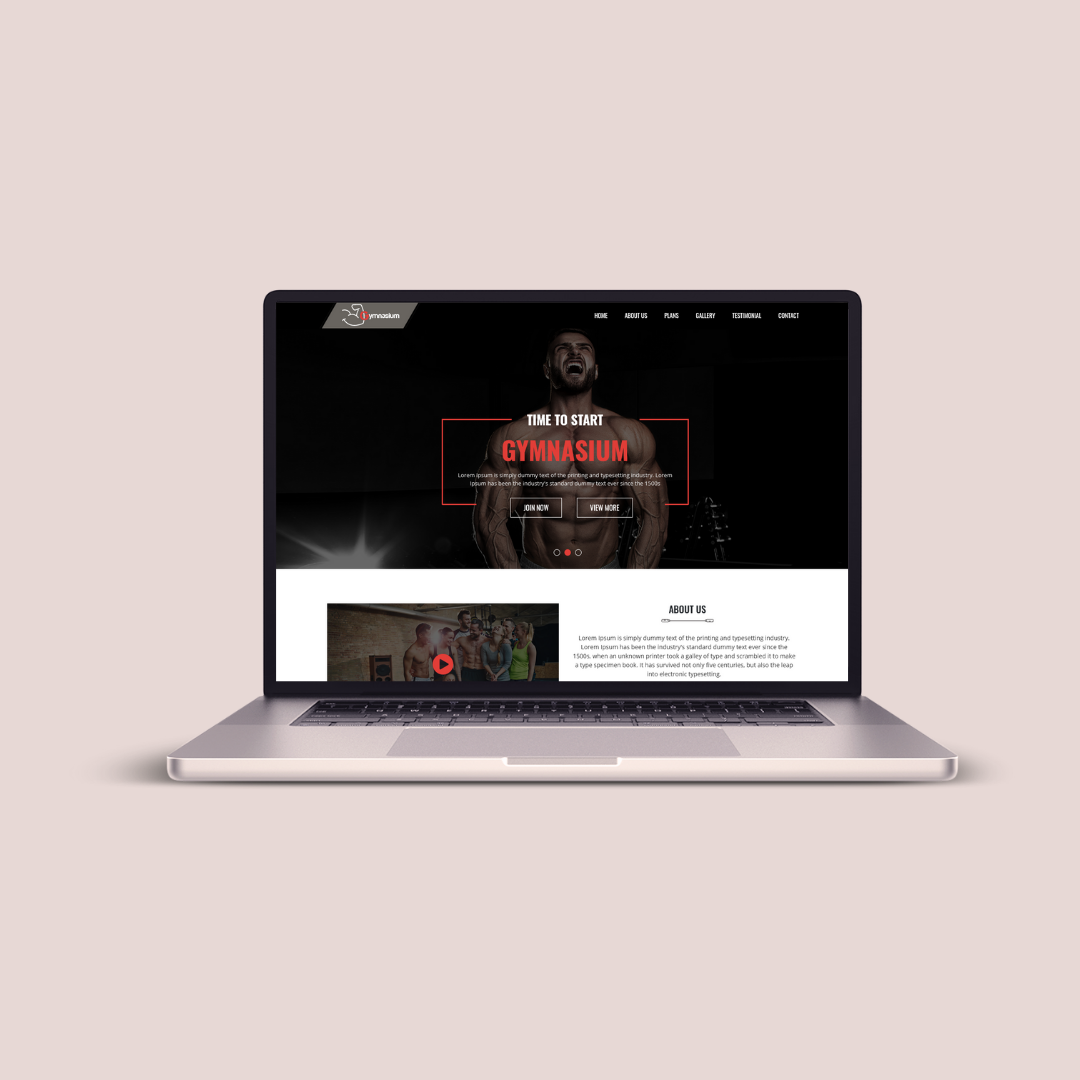 Gymnasium
HOME ABOUT US PLANS GALLERY TESTIMONIAL CONTACT
TIME TO START
GYMNASIUM
Lorem Ipsum is simply dummy text of the printing and typesetting industry. Lorem
Ipsum has been the industry's standard dummy text ever since the 1500s
JOIN NOW VIEW MORE
ABOUT US
Lorem Ipsum is simply dummy text of the printing and typesetting industry.
Lorem Ipsum has been the industry's standard dummy text ever since the
1500s, when an unknown printer took a galley of type and scrambled it to make
a type specimen book. It has survived not only five centuries, but also the leap
into electronic typesetting.